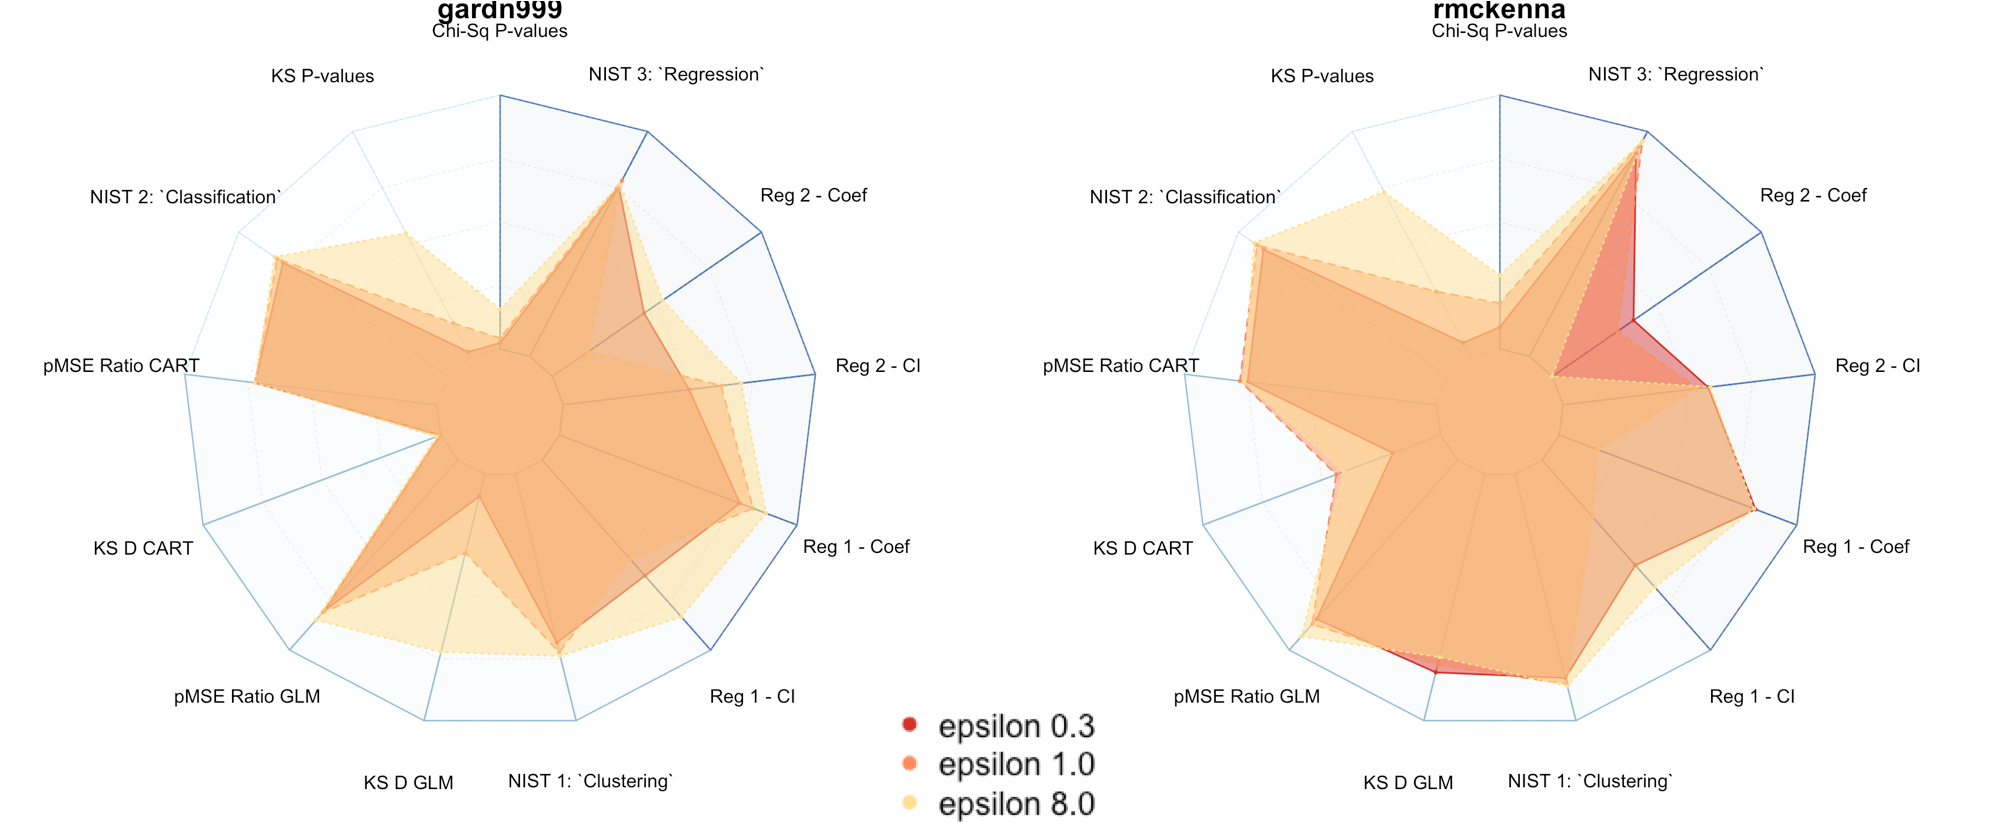 gardn999
Chi-Sq P-values
KS P-values
NIST 3: `Regression`
NIST 2: `Classification`
Reg 2 - Coef
pMSE Ratio CART
Reg 2 - CI
KS D CART
Reg 1 - Coef
pMSE Ratio GLM
Reg 1 - CI
KS D GLM
NIST 1: `Clustering`
rmckenna
Chi-Sq P-values
KS P-values
NIST 3: `Regression`
NIST 2: `Classification`
Reg 2 - Coef
pMSE Ratio CART
Reg 2 - CI
KS D CART
Reg 1 - Coef
pMSE Ratio GLM
Reg 1 - CI
KS D GLM
NIST 1: `Clustering`
epsilon 0.3
epsilon 1.0
epsilon 8.0